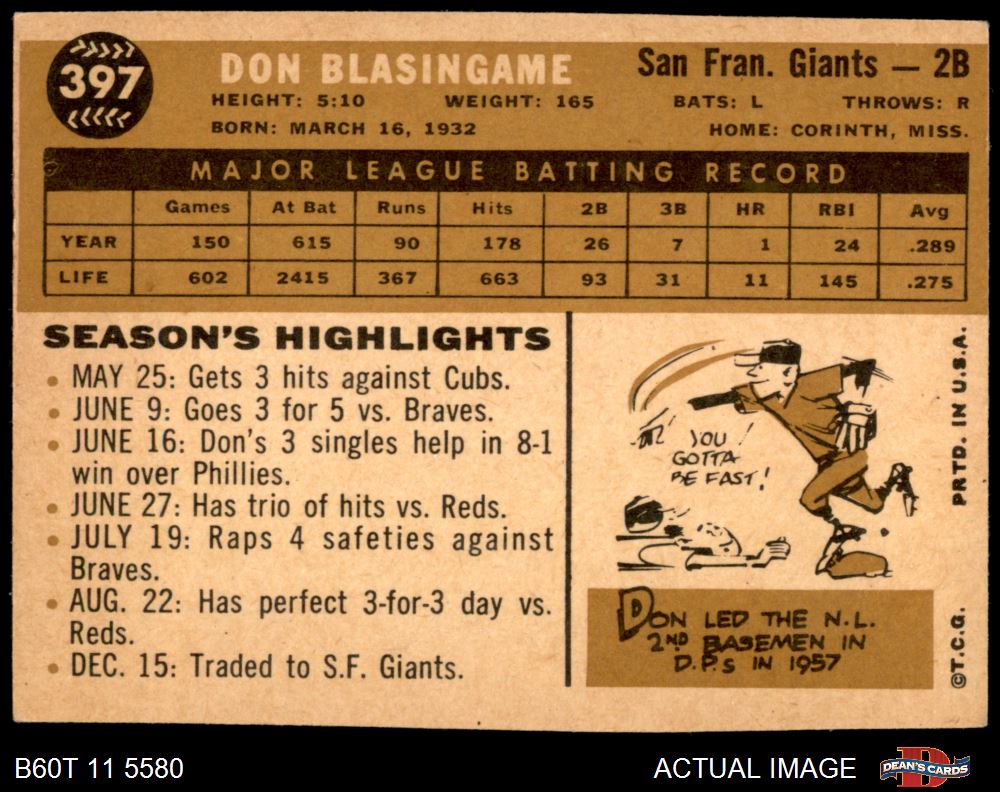 397
DON BLASINGAME
San Fran. Giants — 2B
HEIGHT: 5:10 WEIGHT: 165 BATS: L THROWS: R
BORN: MARCH 16, 1932 HOME: CORINTH, MISS.
MAJOR LEAGUE BATTING RECORD
Games At Bat Runs Hits 2B 3B HR RBI Avg
YEAR 150 615 90 178 26 7 1 24 .289
LIFE 602 2415 367 663 93 31 11 145 .275
SEASON'S HIGHLIGHTS
• MAY 25: Gets 3 hits against Cubs.
• JUNE 9: Goes 3 for 5 vs. Braves.
• JUNE 16: Don's 3 singles help in 8-1
win over Phillies.
• JUNE 27: Has trio of hits vs. Reds.
• JULY 19: Raps 4 safeties against
Braves.
• AUG. 22: Has perfect 3-for-3 day vs.
Reds.
• DEC. 15: Traded to S.F. Giants.
YOU
GOTTA
BE FAST!
DON LED THE N.L.
2ND BASEMEN IN
D.P.S IN 1957
©T.C.G. PRTD. IN U.S.A.
B60T 11 5580
ACTUAL IMAGE
DEAN'S CARDS